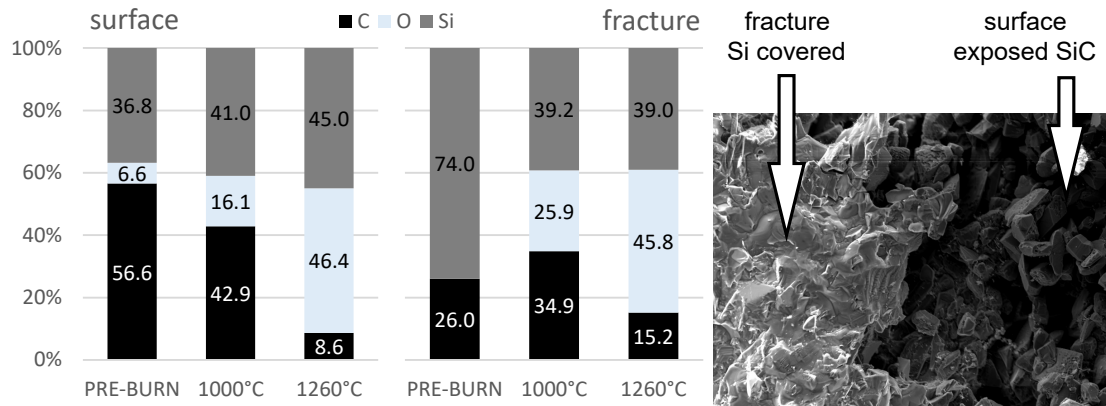 surface
C O Si
fracture
100%
80%
60%
40%
20%
0%
36.8 41.0 45.0
6.6 16.1 46.4
56.6 42.9 8.6
PRE-BURN 1000°C 1260°C
74.0 39.2 39.0
25.9 45.8
26.0 34.9 15.2
PRE-BURN 1000°C 1260°C
fracture
Si covered
surface
exposed SiC